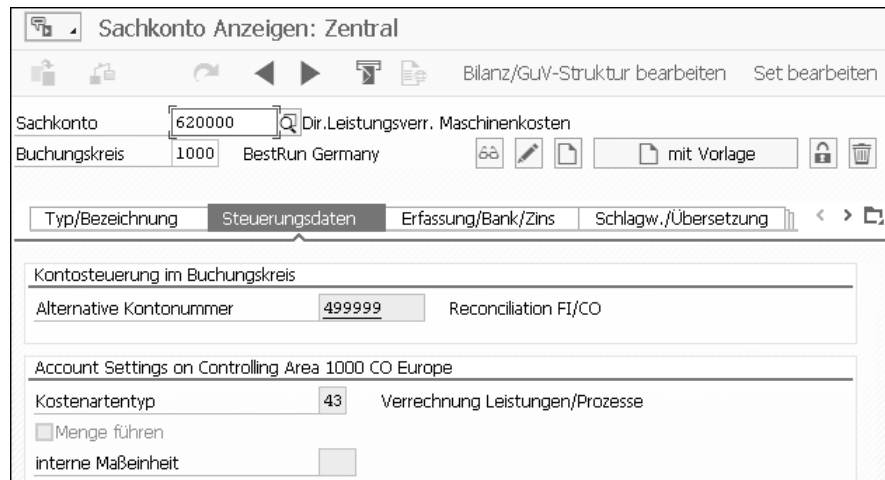 Sachkonto Anzeigen: Zentral
Bilanz/GuV-Struktur bearbeiten Set bearbeiten
Sachkonto 620000 Dir.Leistungsverr. Maschinenkosten
Buchungskreis 1000 BestRun Germany mit Vorlage
Typ/Bezeichnung Steuerungsdaten Erfassung/Bank/Zins Schlagw./Übersetzung
Kontosteuerung im Buchungskreis
Alternative Kontonummer 499999 Reconciliation FI/CO
Account Settings on Controlling Area 1000 CO Europe
Kostenartentyp 43 Verrechnung Leistungen/Prozesse
Menge führen
interne Maßeinheit